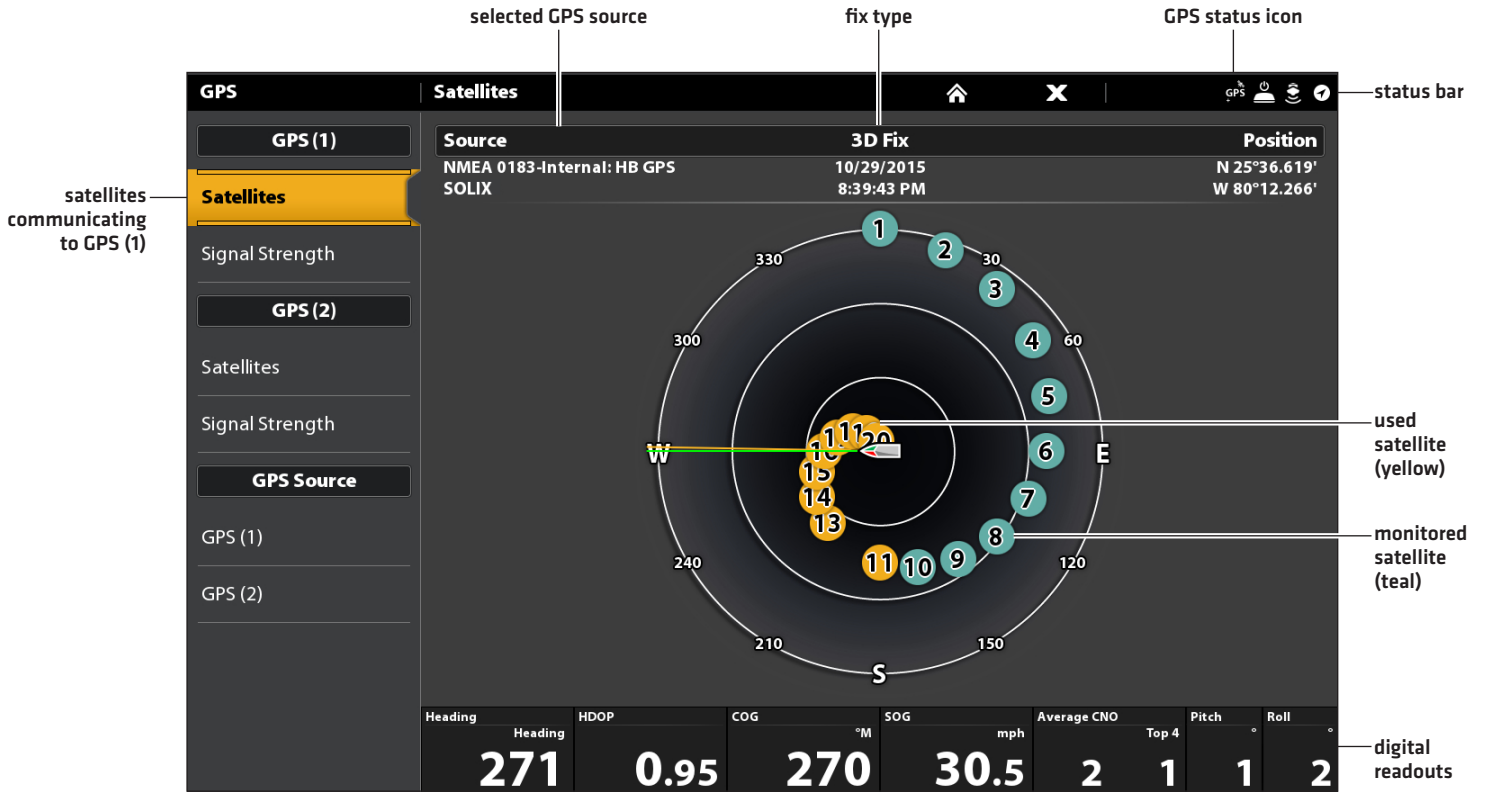 selected GPS source
fix type
GPS status icon
GPS
Satellites
GPS
status bar
GPS (1)
Source
3D Fix
Position
NMEA 0183-Internal: HB GPS
10/29/2015
N 25°36.619'
SOLIX
8:39:43 PM
W 80°12.266'
satellites
communicating
to GPS (1)
Satellites
Signal Strength
GPS (2)
Satellites
Signal Strength
GPS Source
GPS (1)
GPS (2)
1
2
330
30
3
300
4
60
5
11
20
W
6
E
15
14
7
13
8
11
10
9
240
120
210
150
S
used
satellite
(yellow)
monitored
satellite
(teal)
Heading
Heading
271
HDOP
0.95
COG
°M
270
SOG
mph
30.5
Average CNO
Top 4
2
1
Pitch
°
1
Roll
°
2
digital
readouts